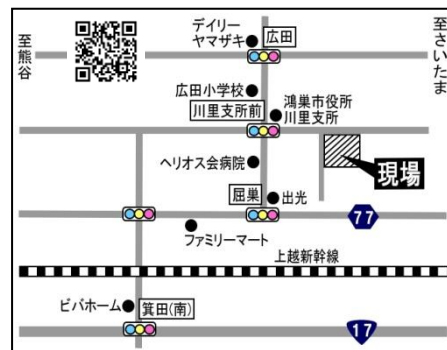 至熊谷
デイリー
ヤマザキ
広田
至さいたま
広田小学校
川里支所前
鴻巣市役所
川里支所
ヘリオス会病院
現場
屈巣
出光
77
ファミリーマート
上越新幹線
ビバホーム
箕田(南)
17